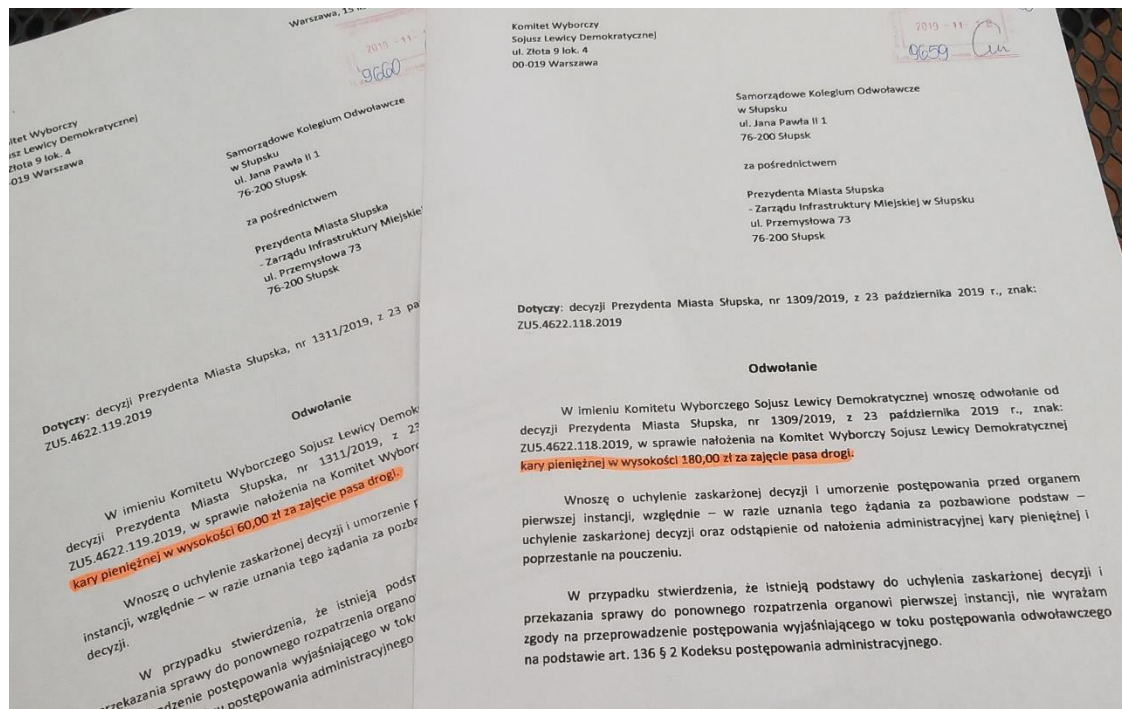 Warszawa, 15
2019 -11-
9660
Komitet Wyborczy
Sojusz Lewicy Demokratycznej
Złota 9 lok. 4
-019 Warszawa
Samorządowe Kolegium Odwoławcze
w Słupsku
ul. Jana Pawła II 1
76-200 Słupsk
za pośrednictwem
Prezydenta Miasta Słupska
- Zarządu Infrastruktury Miejskie
ul. Przemysłowa 73
76-200 Słupsk
Dotyczy: decyzji Prezydenta Miasta Słupska, nr 1311/2019, z 23 pa
ZU5.4622.119.2019
Odwołanie
W imieniu Komitetu Wyborczego Sojusz Lewicy Demok
decyzji Prezydenta Miasta Słupska, nr 1311/2019, z 23
ZU5.4622.119.2019, w sprawie nałożenia na Komitet Wyborc
kary pieniężnej w wysokości 60,00 zł za zajęcie pasa drogi.
Wnoszę o uchylenie zaskarżonej decyzji i umorzenie p
instancji, względnie – w razie uznania tego żądania za pozba
decyzji.
W przypadku stwierdzenia, że istnieją podst
przekazania sprawy do ponownego rozpatrzenia organo
dzenie postępowania wyjaśniającego w toku
postępowania administracyjnego
Komitet Wyborczy
Sojusz Lewicy Demokratycznej
ul. Złota 9 lok. 4
00-019 Warszawa
2019 -11-
9659
Samorządowe Kolegium Odwoławcze
w Słupsku
ul. Jana Pawła II 1
76-200 Słupsk
za pośrednictwem
Prezydenta Miasta Słupska
- Zarządu Infrastruktury Miejskiej w Słupsku
ul. Przemysłowa 73
76-200 Słupsk
Dotyczy: decyzji Prezydenta Miasta Słupska, nr 1309/2019, z 23 października 2019 r., znak:
ZU5.4622.118.2019
Odwołanie
W imieniu Komitetu Wyborczego Sojusz Lewicy Demokratycznej wnoszę odwołanie od
decyzji Prezydenta Miasta Słupska, nr 1309/2019, z 23 października 2019 r., znak:
ZU5.4622.118.2019, w sprawie nałożenia na Komitet Wyborczy Sojusz Lewicy Demokratycznej
kary pieniężnej w wysokości 180,00 zł za zajęcie pasa drogi.
Wnoszę o uchylenie zaskarżonej decyzji i umorzenie postępowania przed organem
pierwszej instancji, względnie – w razie uznania tego żądania za pozbawione podstaw –
uchylenie zaskarżonej decyzji oraz odstąpienie od nałożenia administracyjnej kary pieniężnej i
poprzestanie na pouczeniu.
W przypadku stwierdzenia, że istnieją podstawy do uchylenia zaskarżonej decyzji i
przekazania sprawy do ponownego rozpatrzenia organowi pierwszej instancji, nie wyrażam
zgody na przeprowadzenie postępowania wyjaśniającego w toku postępowania odwoławczego
na podstawie art. 136 § 2 Kodeksu postępowania administracyjnego.